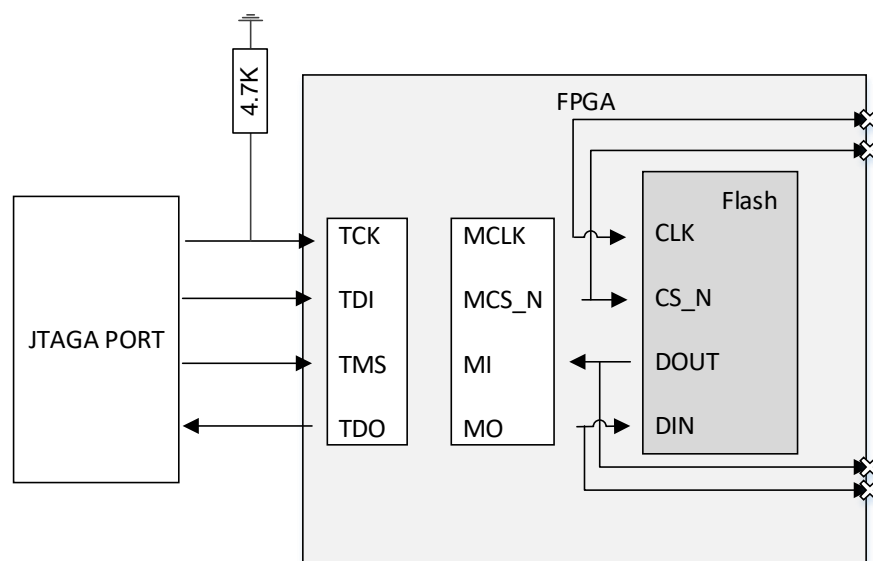 4.7K
FPGA
Flash
JTAGA PORT
TCK
TDI
TMS
TDO
MCLK
MCS_N
MI
MO
CLK
CS_N
DOUT
DIN